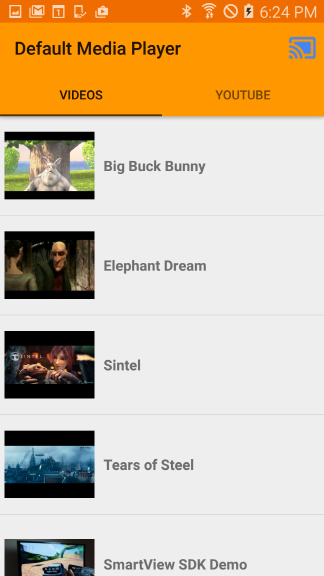 6:24 PM
Default Media Player
VIDEOS
YOUTUBE
Big Buck Bunny
Elephant Dream
SINTEL
Sintel
Tears of Steel
SmartView SDK Demo